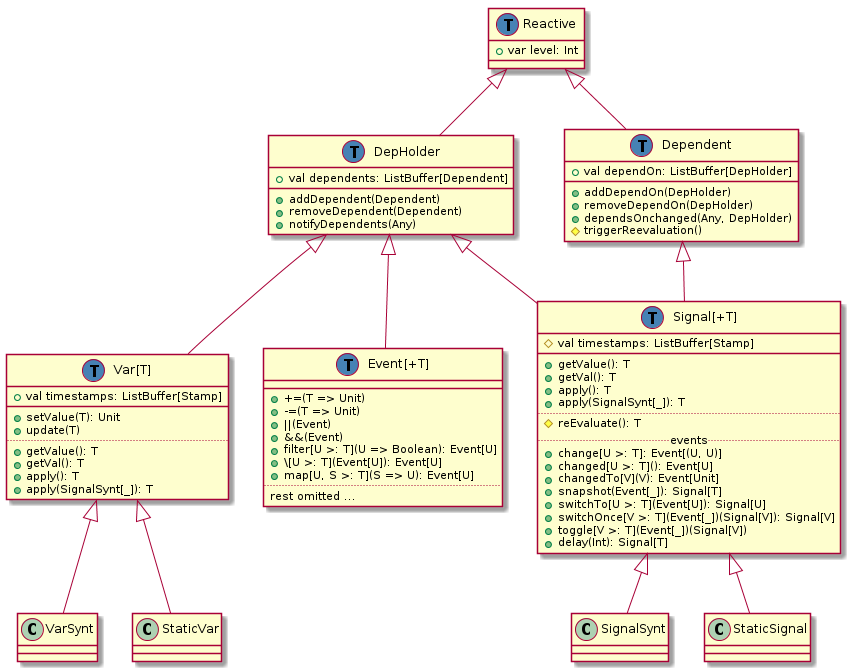 T Reactive
var level: Int
T DepHolder
val dependents: ListBuffer[Dependent]
addDependent(Dependent)
removeDependent(Dependent)
notifyDependents(Any)
T Dependent
val dependOn: ListBuffer[DepHolder]
addDependOn(DepHolder)
removeDependOn(DepHolder)
dependsOnchanged(Any, DepHolder)
triggerReevaluation()
T Var[T]
val timestamps: ListBuffer[Stamp]
setValue(T): Unit
update(T)
getValue(): T
getVal(): T
apply(): T
apply(SignalSynt[_]): T
T Event[+T]
+=(T => Unit)
-=(T => Unit)
||(Event)
&&(Event)
filter[U >: T](U => Boolean): Event[U]
\[U >: T](Event[U]): Event[U]
map[U, S >: T](S => U): Event[U]
rest omitted ...
T Signal[+T]
val timestamps: ListBuffer[Stamp]
getValue(): T
getVal(): T
apply(): T
apply(SignalSynt[_]): T
reEvaluate(): T
events
change[U >: T]: Event[(U, U)]
changed[U >: T](): Event[U]
changedTo[V](V): Event[Unit]
snapshot(Event[_]): Signal[T]
switchTo[U >: T](Event[U]): Signal[U]
switchOnce[V >: T](Event[_])(Signal[V]): Signal[V]
toggle[V >: T](Event[_])(Signal[V])
delay(Int): Signal[T]
C VarSynt
C StaticVar
C SignalSynt
C StaticSignal